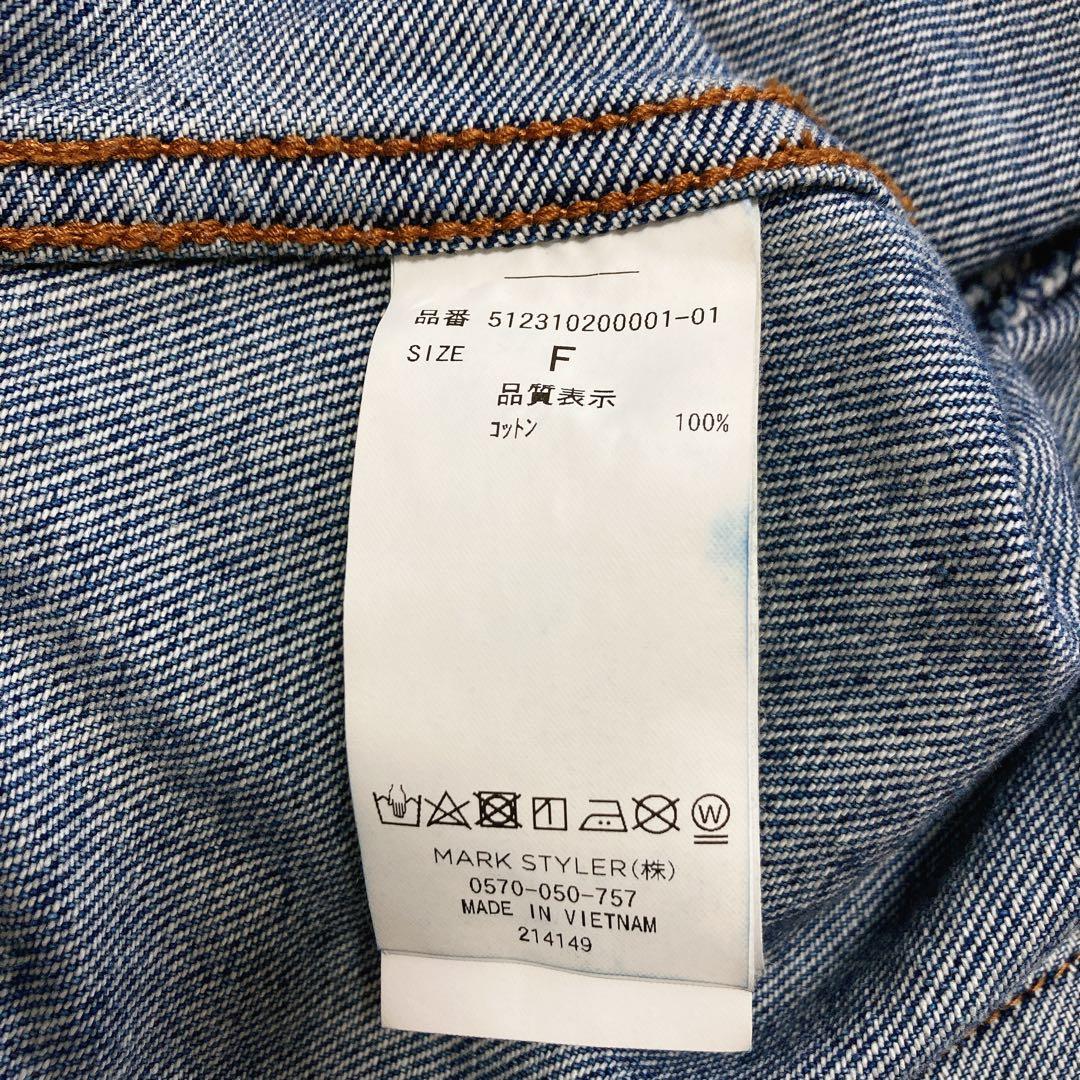 品番 512310200001-01
SIZE F
品質表示
ｺｯﾄﾝ 100%
W
MARK STYLER(株)
0570-050-757
MADE IN VIETNAM
214149